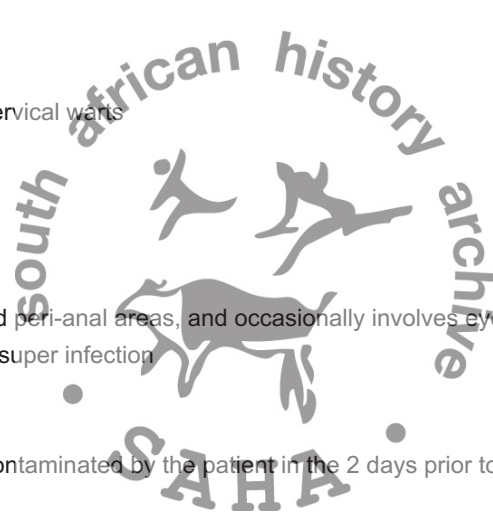 south african history archive
ervical warts
d peri-anal areas, and occasionally involves ey
super infection
ontaminated by the patient in the 2 days prior to
SAHA